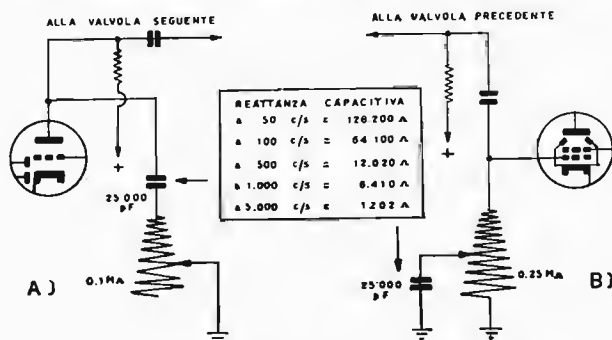 ALLA VALVOLA SEGUENTE
ALLA VALVOLA PRECEDENTE
REATTANZA CAPACITIVA
a 50 c/s = 128.200 Ω
a 100 c/s = 64.100 Ω
a 500 c/s = 12.020 Ω
a 1.000 c/s = 6.410 Ω
a 5.000 c/s = 1.202 Ω
+
+
25.000
pF
0.1 MΩ
A)
25.000
pF
0.25 MΩ
B)